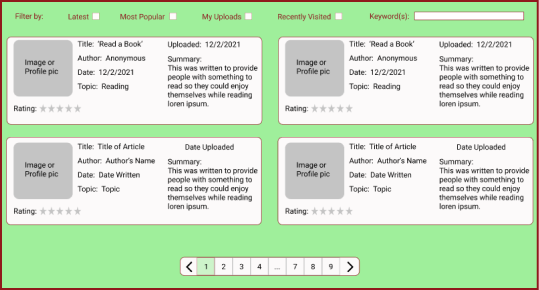 Filter by: Latest Most Popular My Uploads Recently Visited Keyword(s):
Image or
Profile pic
Title: 'Read a Book'
Author: Anonymous
Date: 12/2/2021
Topic: Reading
Rating:
Uploaded: 12/2/2021
Summary:
This was written to provide
people with something to
read so they could enjoy
themselves while reading
loren ipsum.
Image or
Profile pic
Title: 'Read a Book'
Author: Anonymous
Date: 12/2/2021
Topic: Reading
Rating:
Uploaded: 12/2/2021
Summary:
This was written to provide
people with something to
read so they could enjoy
themselves while reading
loren ipsum.
Image or
Profile pic
Title: Title of Article
Author: Author's Name
Date: Date Written
Topic: Topic
Rating:
Date Uploaded
Summary:
This was written to provide
people with something to
read so they could enjoy
themselves while reading
loren ipsum.
Image or
Profile pic
Title: Title of Article
Author: Author's Name
Date: Date Written
Topic: Topic
Rating:
Date Uploaded
Summary:
This was written to provide
people with something to
read so they could enjoy
themselves while reading
loren ipsum.
1 2 3 4 ... 7 8 9